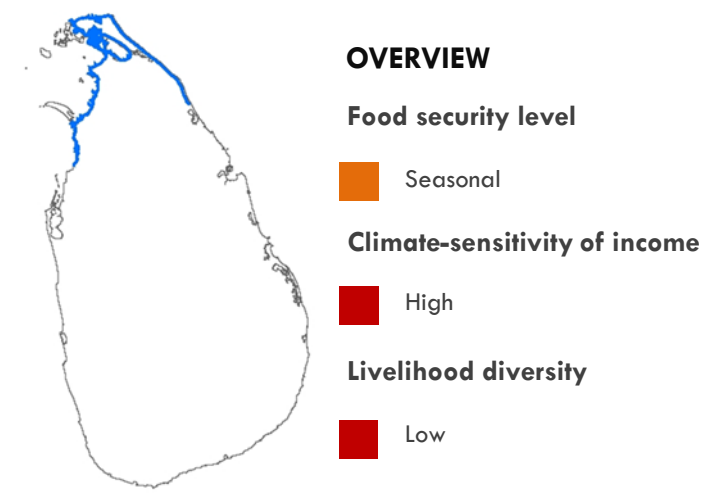 OVERVIEW
Food security level
Seasonal
Climate-sensitivity of income
High
Livelihood diversity
Low